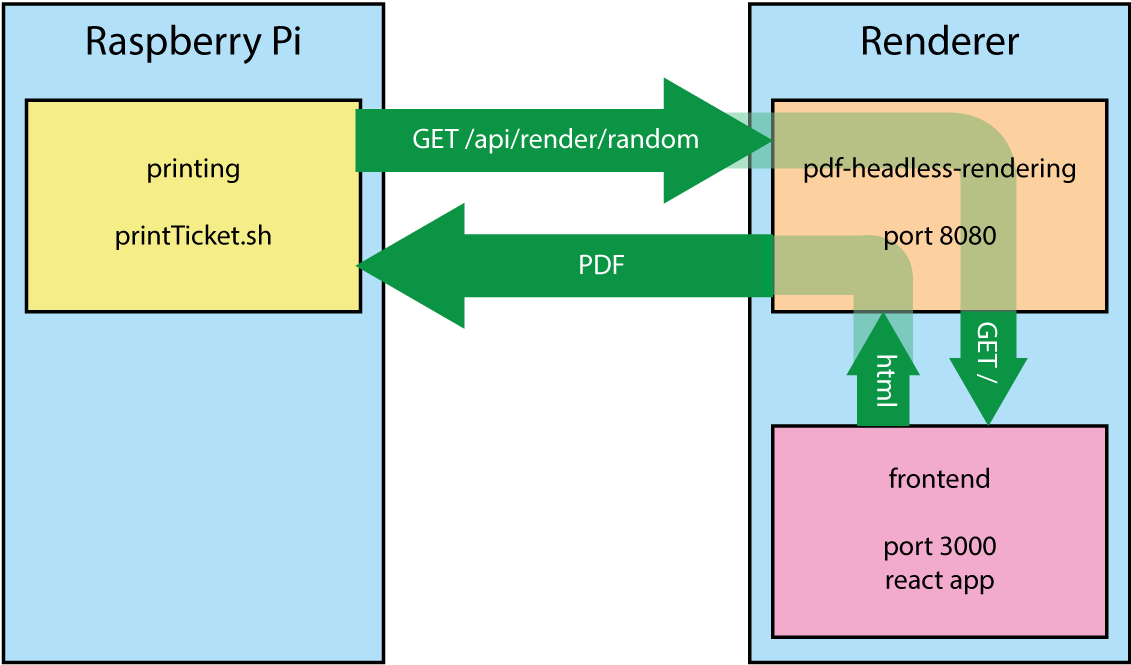 Raspberry Pi
printing
printTicket.sh
GET /api/render/random
PDF
Renderer
pdf-headless-rendering
port 8080
GET /
html
frontend
port 3000
react app